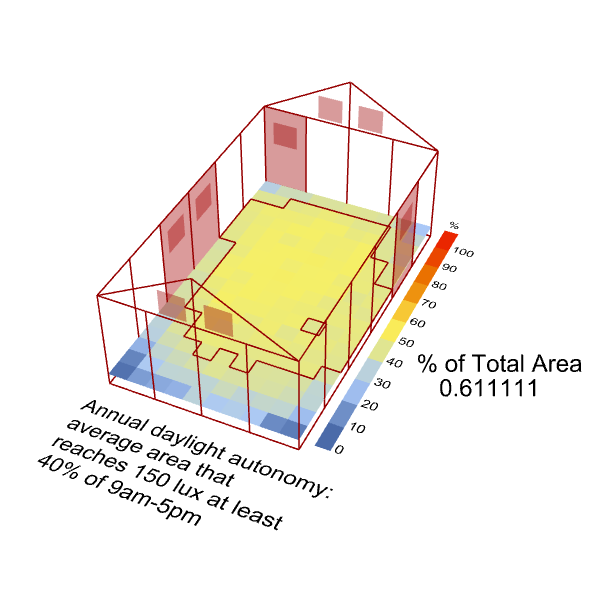 %
100
90
80
70
60
50
40
30
20
10
0
% of Total Area
0.611111
Annual daylight autonomy:
average area that
reaches 150 lux at least
40% of 9am-5pm